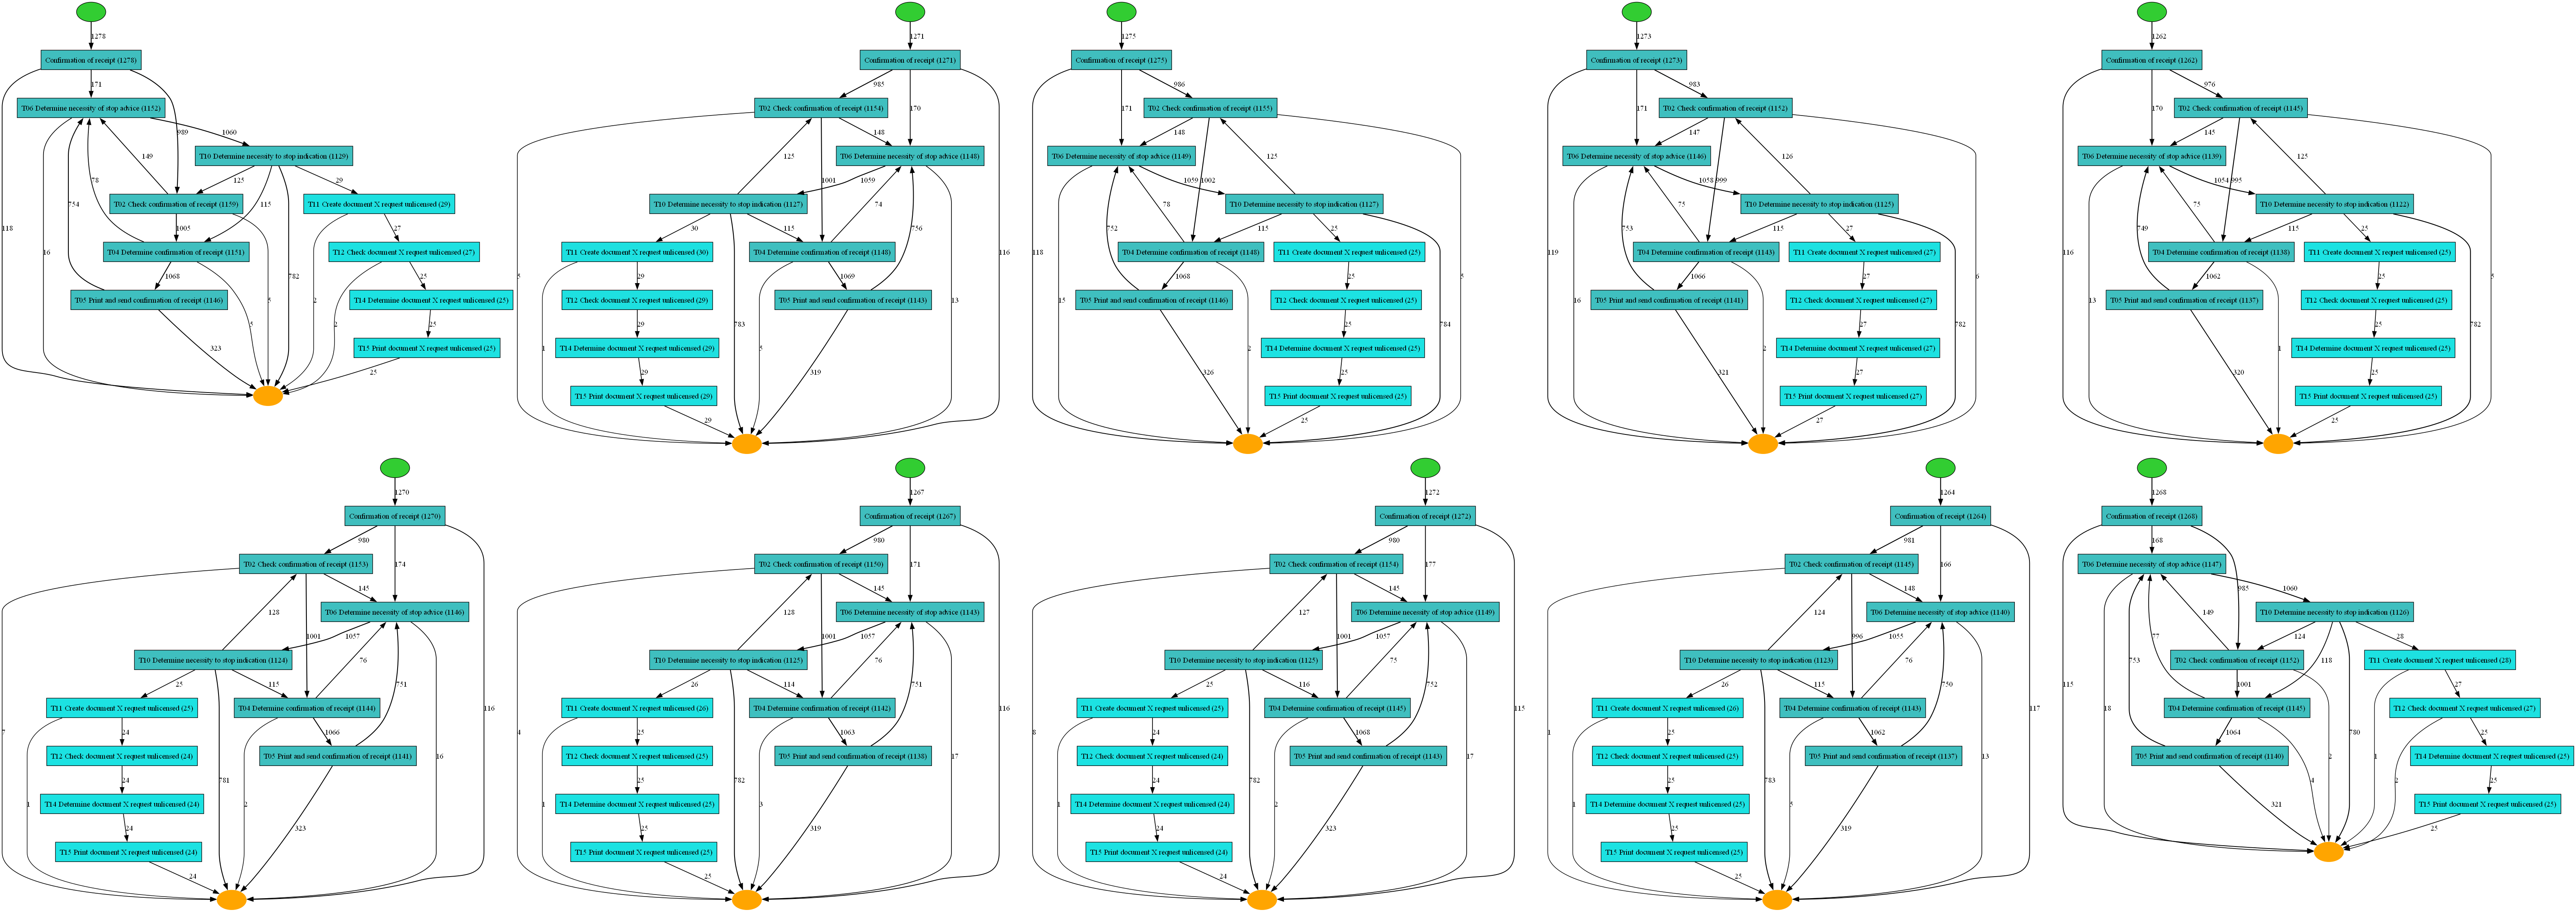 1278
Confirmation of receipt (1278)
171
T06 Determine necessity of stop advice (1152)
1060
989
T10 Determine necessity to stop indication (1129)
149
125
29
78
115
T02 Check confirmation of receipt (1159)
T11 Create document X request unlicensed (29)
754
118
1005
27
16
T04 Determine confirmation of receipt (1151)
T12 Check document X request unlicensed (27)
1068
782
25
T05 Print and send confirmation of receipt (1146)
5
2
T14 Determine document X request unlicensed (25)
2
25
323
5
T15 Print document X request unlicensed (25)
25
1271
Confirmation of receipt (1271)
985
T02 Check confirmation of receipt (1154)
170
148
125
T06 Determine necessity of stop advice (1148)
1001
1059
T10 Determine necessity to stop indication (1127)
74
30
115
5
T11 Create document X request unlicensed (30)
T04 Determine confirmation of receipt (1148)
756
116
29
1069
T12 Check document X request unlicensed (29)
T05 Print and send confirmation of receipt (1143)
13
29
783
T14 Determine document X request unlicensed (29)
1
5
29
319
T15 Print document X request unlicensed (29)
29
1275
Confirmation of receipt (1275)
986
171
T02 Check confirmation of receipt (1155)
148
125
T06 Determine necessity of stop advice (1149)
1002
1059
T10 Determine necessity to stop indication (1127)
78
115
25
752
118
T04 Determine confirmation of receipt (1148)
T11 Create document X request unlicensed (25)
5
1068
25
15
T05 Print and send confirmation of receipt (1146)
T12 Check document X request unlicensed (25)
784
25
2
T14 Determine document X request unlicensed (25)
326
25
T15 Print document X request unlicensed (25)
25
1273
Confirmation of receipt (1273)
983
171
T02 Check confirmation of receipt (1152)
147
126
T06 Determine necessity of stop advice (1146)
999
1058
T10 Determine necessity to stop indication (1125)
75
115
27
753
119
T04 Determine confirmation of receipt (1143)
T11 Create document X request unlicensed (27)
6
1066
27
16
T05 Print and send confirmation of receipt (1141)
T12 Check document X request unlicensed (27)
782
27
2
T14 Determine document X request unlicensed (27)
321
27
T15 Print document X request unlicensed (27)
27
1262
Confirmation of receipt (1262)
976
170
T02 Check confirmation of receipt (1145)
145
125
T06 Determine necessity of stop advice (1139)
995
1054
T10 Determine necessity to stop indication (1122)
75
115
25
749
116
T04 Determine confirmation of receipt (1138)
T11 Create document X request unlicensed (25)
5
1062
25
13
T05 Print and send confirmation of receipt (1137)
T12 Check document X request unlicensed (25)
782
25
1
T14 Determine document X request unlicensed (25)
320
25
T15 Print document X request unlicensed (25)
25
1270
Confirmation of receipt (1270)
980
174
T02 Check confirmation of receipt (1153)
145
128
T06 Determine necessity of stop advice (1146)
1001
1057
T10 Determine necessity to stop indication (1124)
76
25
115
751
T11 Create document X request unlicensed (25)
T04 Determine confirmation of receipt (1144)
7
116
24
1066
T12 Check document X request unlicensed (24)
T05 Print and send confirmation of receipt (1141)
16
24
781
T14 Determine document X request unlicensed (24)
1
2
24
323
T15 Print document X request unlicensed (24)
24
1267
Confirmation of receipt (1267)
980
171
T02 Check confirmation of receipt (1150)
145
128
T06 Determine necessity of stop advice (1143)
1001
1057
T10 Determine necessity to stop indication (1125)
76
26
114
751
T11 Create document X request unlicensed (26)
T04 Determine confirmation of receipt (1142)
4
116
25
1063
T12 Check document X request unlicensed (25)
T05 Print and send confirmation of receipt (1138)
17
25
782
T14 Determine document X request unlicensed (25)
1
3
25
319
T15 Print document X request unlicensed (25)
25
1272
Confirmation of receipt (1272)
980
177
T02 Check confirmation of receipt (1154)
145
127
T06 Determine necessity of stop advice (1149)
1001
1057
T10 Determine necessity to stop indication (1125)
75
25
116
752
T11 Create document X request unlicensed (25)
T04 Determine confirmation of receipt (1145)
8
115
24
1068
T12 Check document X request unlicensed (24)
T05 Print and send confirmation of receipt (1143)
17
24
782
T14 Determine document X request unlicensed (24)
1
2
24
323
T15 Print document X request unlicensed (24)
24
1264
Confirmation of receipt (1264)
981
166
T02 Check confirmation of receipt (1145)
148
124
T06 Determine necessity of stop advice (1140)
996
1055
T10 Determine necessity to stop indication (1123)
76
26
115
750
T11 Create document X request unlicensed (26)
T04 Determine confirmation of receipt (1143)
1
117
25
1062
T12 Check document X request unlicensed (25)
T05 Print and send confirmation of receipt (1137)
13
25
783
T14 Determine document X request unlicensed (25)
1
5
25
319
T15 Print document X request unlicensed (25)
25
1268
Confirmation of receipt (1268)
168
T06 Determine necessity of stop advice (1147)
1060
985
T10 Determine necessity to stop indication (1126)
149
124
28
77
118
T02 Check confirmation of receipt (1152)
T11 Create document X request unlicensed (28)
753
115
1001
27
18
T04 Determine confirmation of receipt (1145)
T12 Check document X request unlicensed (27)
1064
780
25
T05 Print and send confirmation of receipt (1140)
2
1
T14 Determine document X request unlicensed (25)
4
2
25
321
T15 Print document X request unlicensed (25)
25